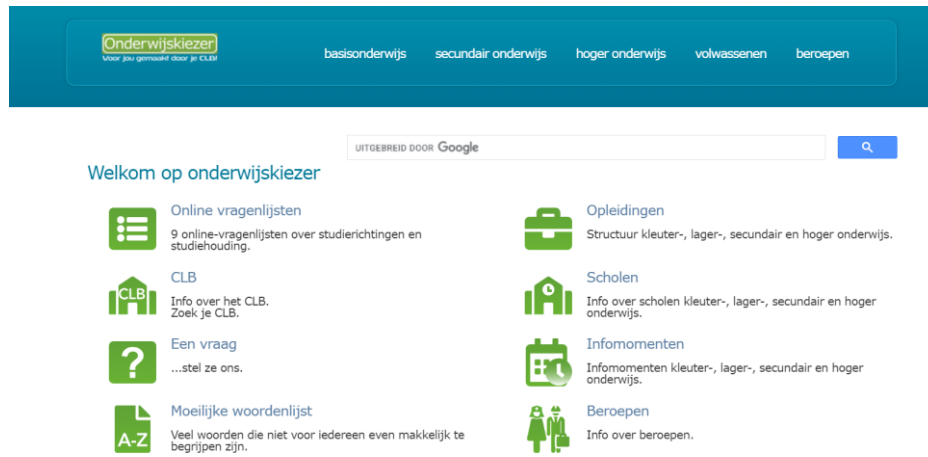 Onderwijskiezer
Voor jou gemaakt door je CLB!
basisonderwijs secundair onderwijs hoger onderwijs volwassenen beroepen
UITGEBREID DOOR Google
Welkom op onderwijskiezer
Online vragenlijsten
9 online-vragenlijsten over studierichtingen en
studiehouding.
Opleidingen
Structuur kleuter-, lager-, secundair en hoger onderwijs.
CLB
CLB
Info over het CLB.
Zoek je CLB.
Scholen
Info over scholen kleuter-, lager-, secundair en hoger
onderwijs.
?
Een vraag
...stel ze ons.
Infomomenten
Infomomenten kleuter-, lager-, secundair en hoger
onderwijs.
A-Z
Moeilijke woordenlijst
Veel woorden die niet voor iedereen even makkelijk te
begrijpen zijn.
Beroepen
Info over beroepen.